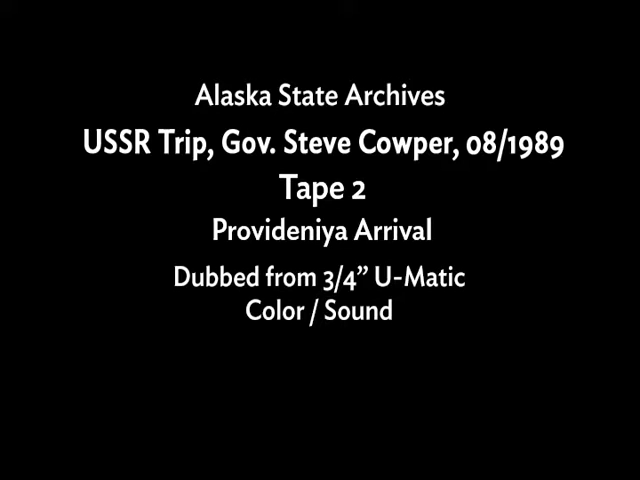 Alaska State Archives
USSR Trip, Gov. Steve Cowper, 08/1989
Tape 2
Provideniya Arrival
Dubbed from 3/4” U-Matic
Color / Sound